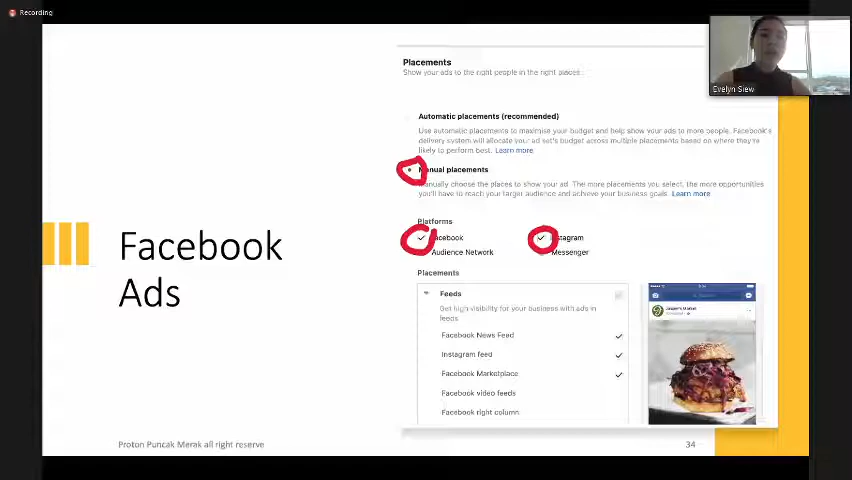 Recording
Evelyn Siew
Facebook
Ads
Placements
Show your ads to the right people in the right places.
Automatic placements (recommended)
Use automatic placements to maximise your budget and help show your ads to more people. Facebook's
delivery system will allocate your ad set's budget across multiple placements based on where they're
likely to perform best. Learn more
Manual placements
Manually choose the places to show your ad. The more placements you select, the more opportunities
you'll have to reach your target audience and achieve your business goals. Learn more
Platforms
Facebook
Instagram
Audience Network
Messenger
Placements
Feeds
Get high visibility for your business with ads in
feeds
Facebook News Feed
Instagram feed
Facebook Marketplace
Facebook video feeds
Facebook right column
Jasper's Market
Proton Puncak Merak all right reserve
34